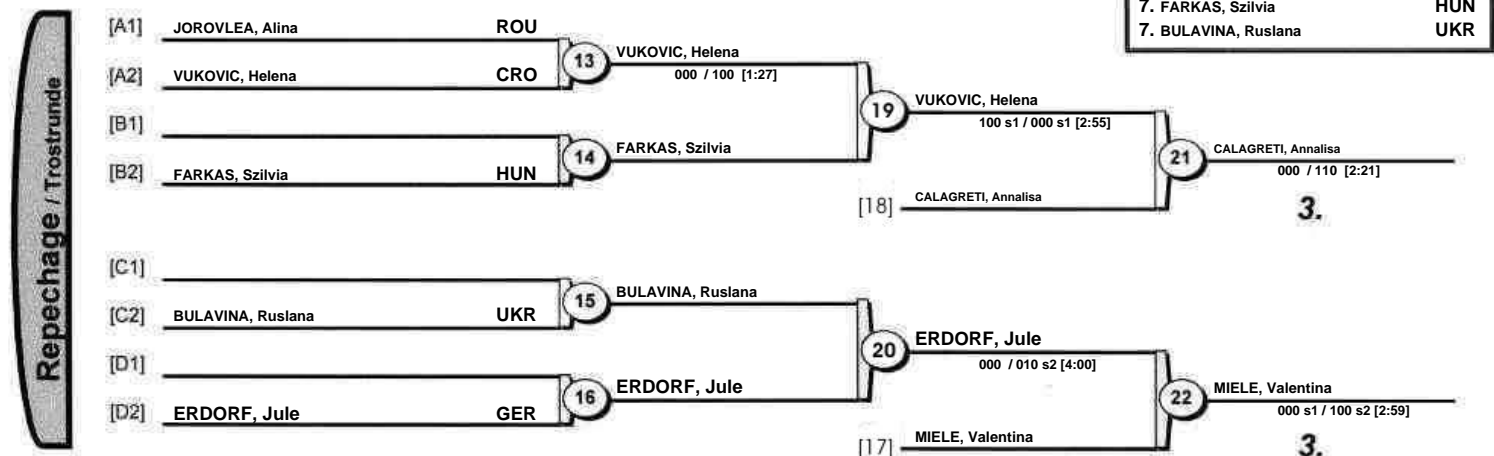 7. FARKAS, Szilvia HUN
7. BULAVINA, Ruslana UKR
Repechage / Trostrunde
[A1] JOROVLEA, Alina ROU
[A2] VUKOVIC, Helena CRO
13 VUKOVIC, Helena
000 / 100 [1:27]
[B1]
[B2] FARKAS, Szilvia HUN
14 FARKAS, Szilvia
19 VUKOVIC, Helena
100 s1 / 000 s1 [2:55]
[18] CALAGRETI, Annalisa
21 CALAGRETI, Annalisa
000 / 110 [2:21]
3.
[C1]
[C2] BULAVINA, Ruslana UKR
15 BULAVINA, Ruslana
[D1]
[D2] ERDORF, Jule GER
16 ERDORF, Jule
20 ERDORF, Jule
000 / 010 s2 [4:00]
[17] MIELE, Valentina
22 MIELE, Valentina
000 s1 / 100 s2 [2:59]
3.